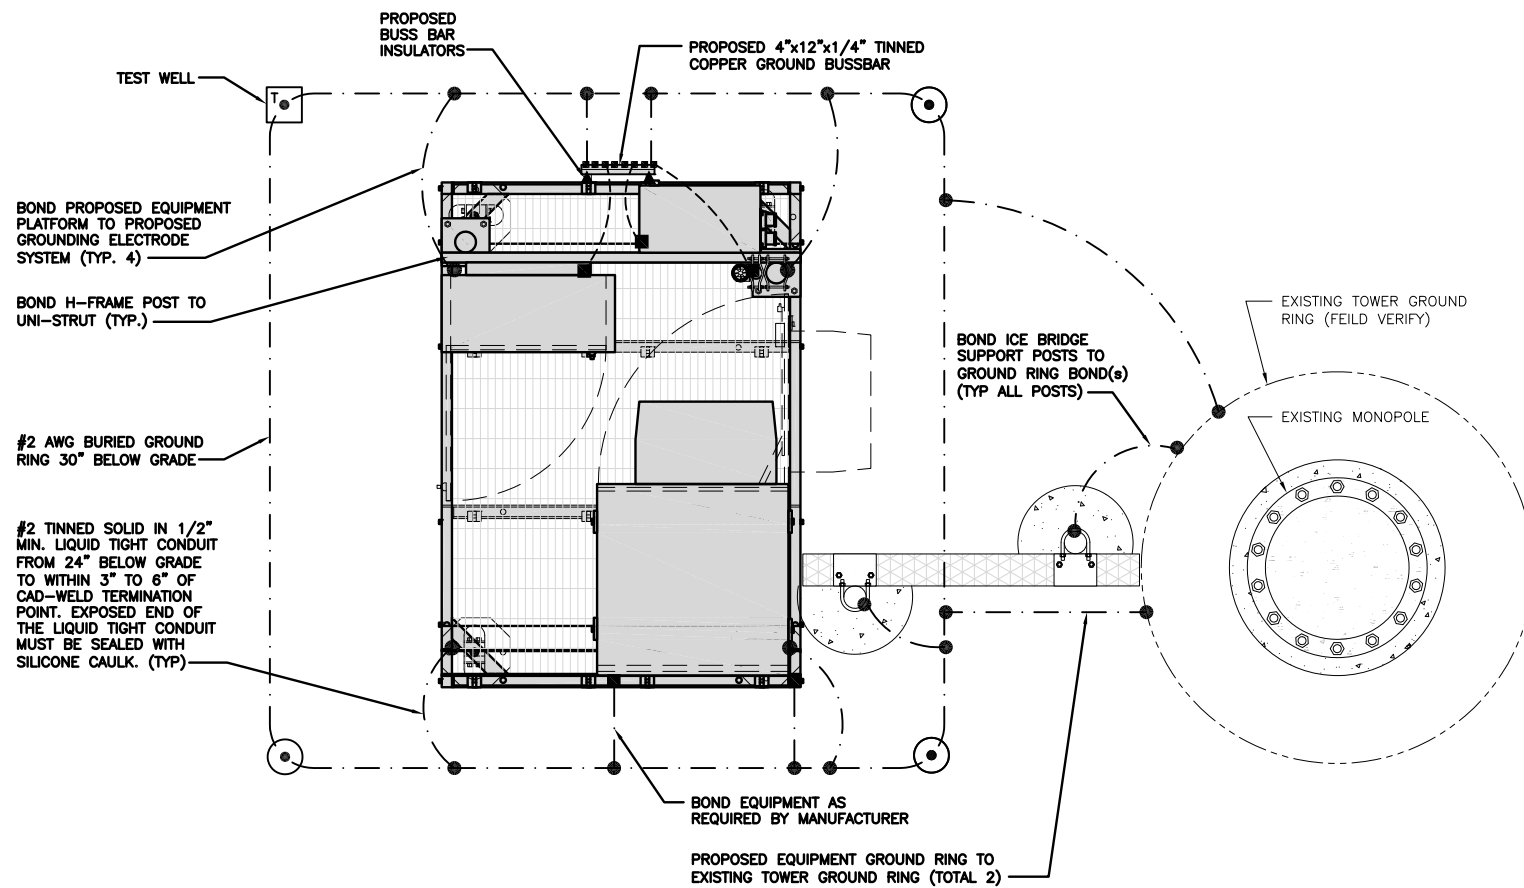 PROPOSED
BUSS BAR
INSULATORS
PROPOSED 4"x12"x1/4" TINNED
COPPER GROUND BUSSBAR
TEST WELL
T
BOND PROPOSED EQUIPMENT
PLATFORM TO PROPOSED
GROUNDING ELECTRODE
SYSTEM (TYP. 4)
BOND H-FRAME POST TO
UNI-STRUT (TYP.)
EXISTING TOWER GROUND
RING (FEILD VERIFY)
BOND ICE BRIDGE
SUPPORT POSTS TO
GROUND RING BOND(s)
(TYP ALL POSTS)
EXISTING MONOPOLE
#2 AWG BURIED GROUND
RING 30" BELOW GRADE
#2 TINNED SOLID IN 1/2"
MIN. LIQUID TIGHT CONDUIT
FROM 24" BELOW GRADE
TO WITHIN 3" TO 6" OF
CAD-WELD TERMINATION
POINT. EXPOSED END OF
THE LIQUID TIGHT CONDUIT
MUST BE SEALED WITH
SILICONE CAULK. (TYP)
BOND EQUIPMENT AS
REQUIRED BY MANUFACTURER
PROPOSED EQUIPMENT GROUND RING TO
EXISTING TOWER GROUND RING (TOTAL 2)